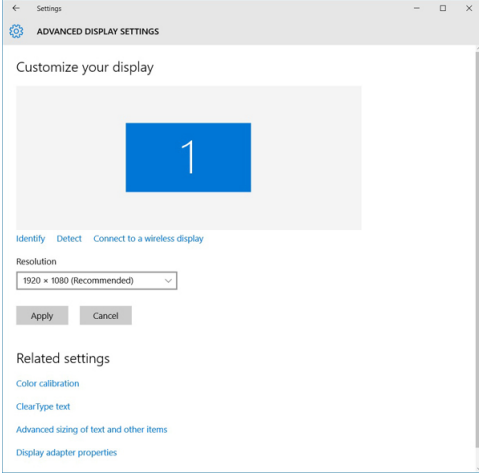 Settings
ADVANCED DISPLAY SETTINGS
Customize your display
1
Identify Detect Connect to a wireless display
Resolution
1920 × 1080 (Recommended)
Apply Cancel
Related settings
Color calibration
ClearType text
Advanced sizing of text and other items
Display adapter properties